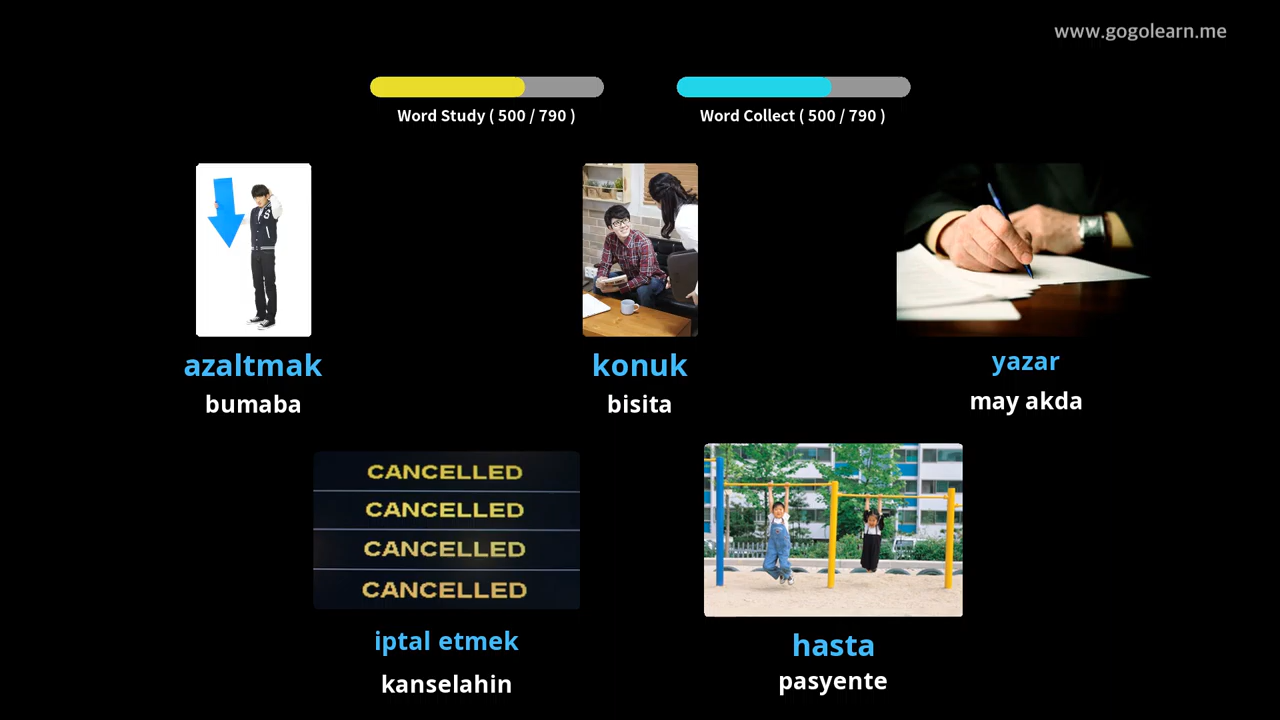 www.gogolearn.me
Word Study ( 500 / 790 )
Word Collect ( 500 / 790 )
azaltmak
bumaba
konuk
bisita
yazar
may akda
CANCELLED
CANCELLED
CANCELLED
CANCELLED
iptal etmek
kanselahin
hasta
pasyente